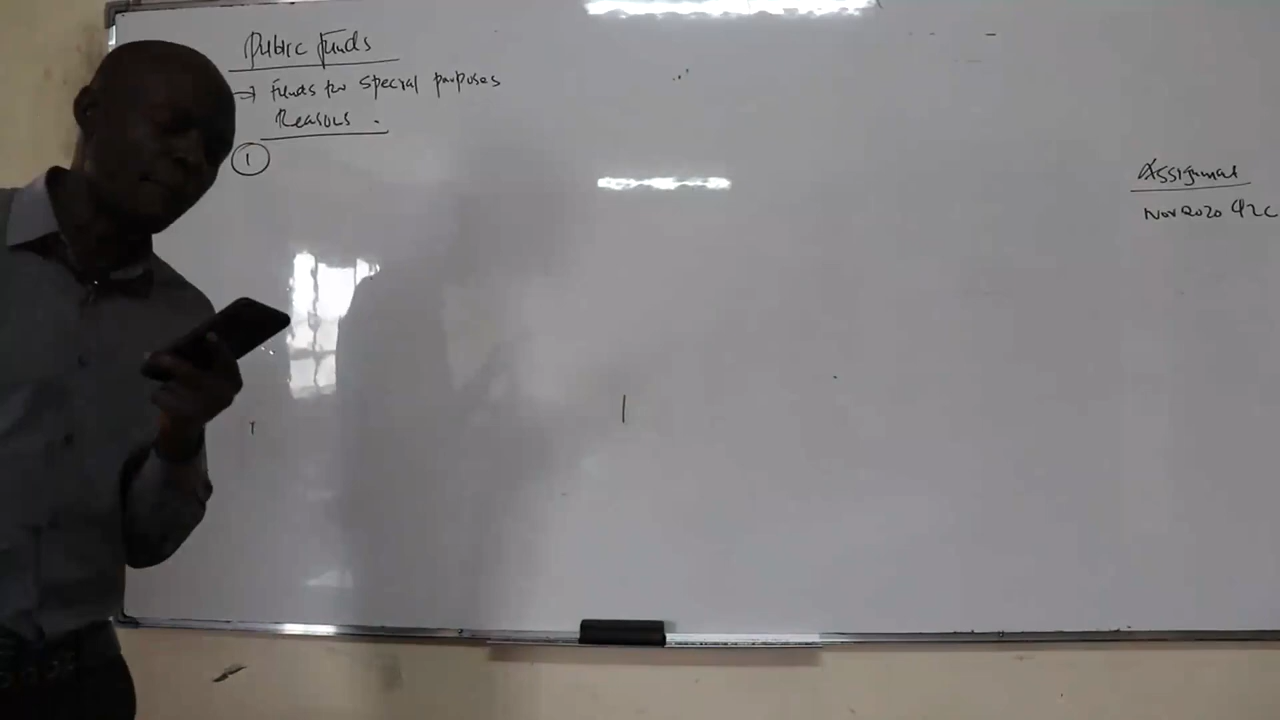 Public Funds
→ Funds for special purposes
Reasons .
1
Assignment
Nov 2020 Q2C